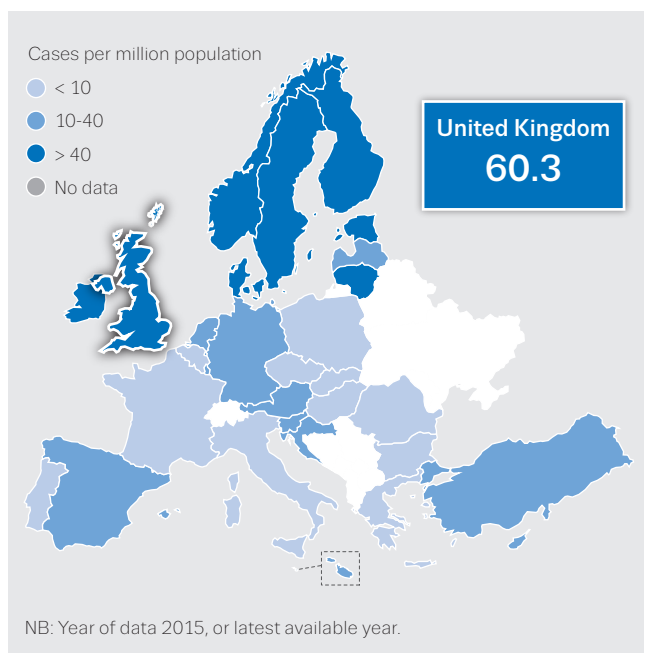 Cases per million population
< 10
10-40
> 40
No data
United Kingdom
60.3
NB: Year of data 2015, or latest available year.